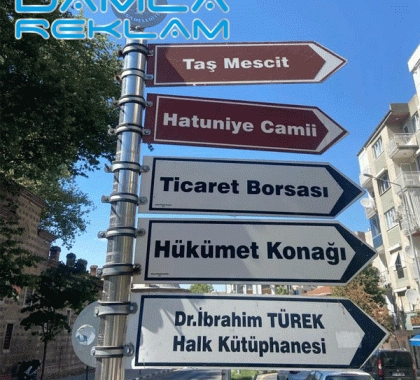 DAMLA
REKLAM
Taş Mescit
Hatuniye Camii
Ticaret Borsası
Hükümet Konağı
Dr.İbrahim TÜREK
Halk Kütüphanesi